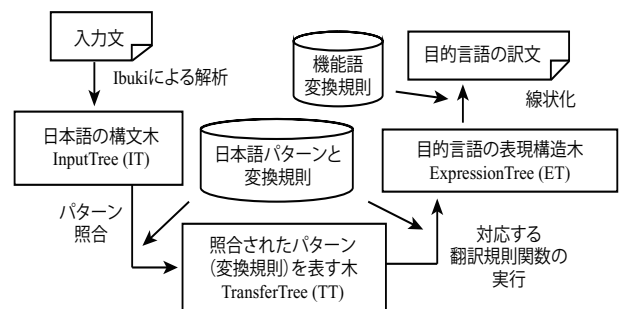 入力文
Ibukiによる解析
日本語の構文木
InputTree (IT)
パターン
照合
日本語パターンと
変換規則
照合されたパターン
(変換規則)を表す木
TransferTree (TT)
機能語
変換規則
目的言語の訳文
線状化
目的言語の表現構造木
ExpressionTree (ET)
対応する
翻訳規則関数の
実行